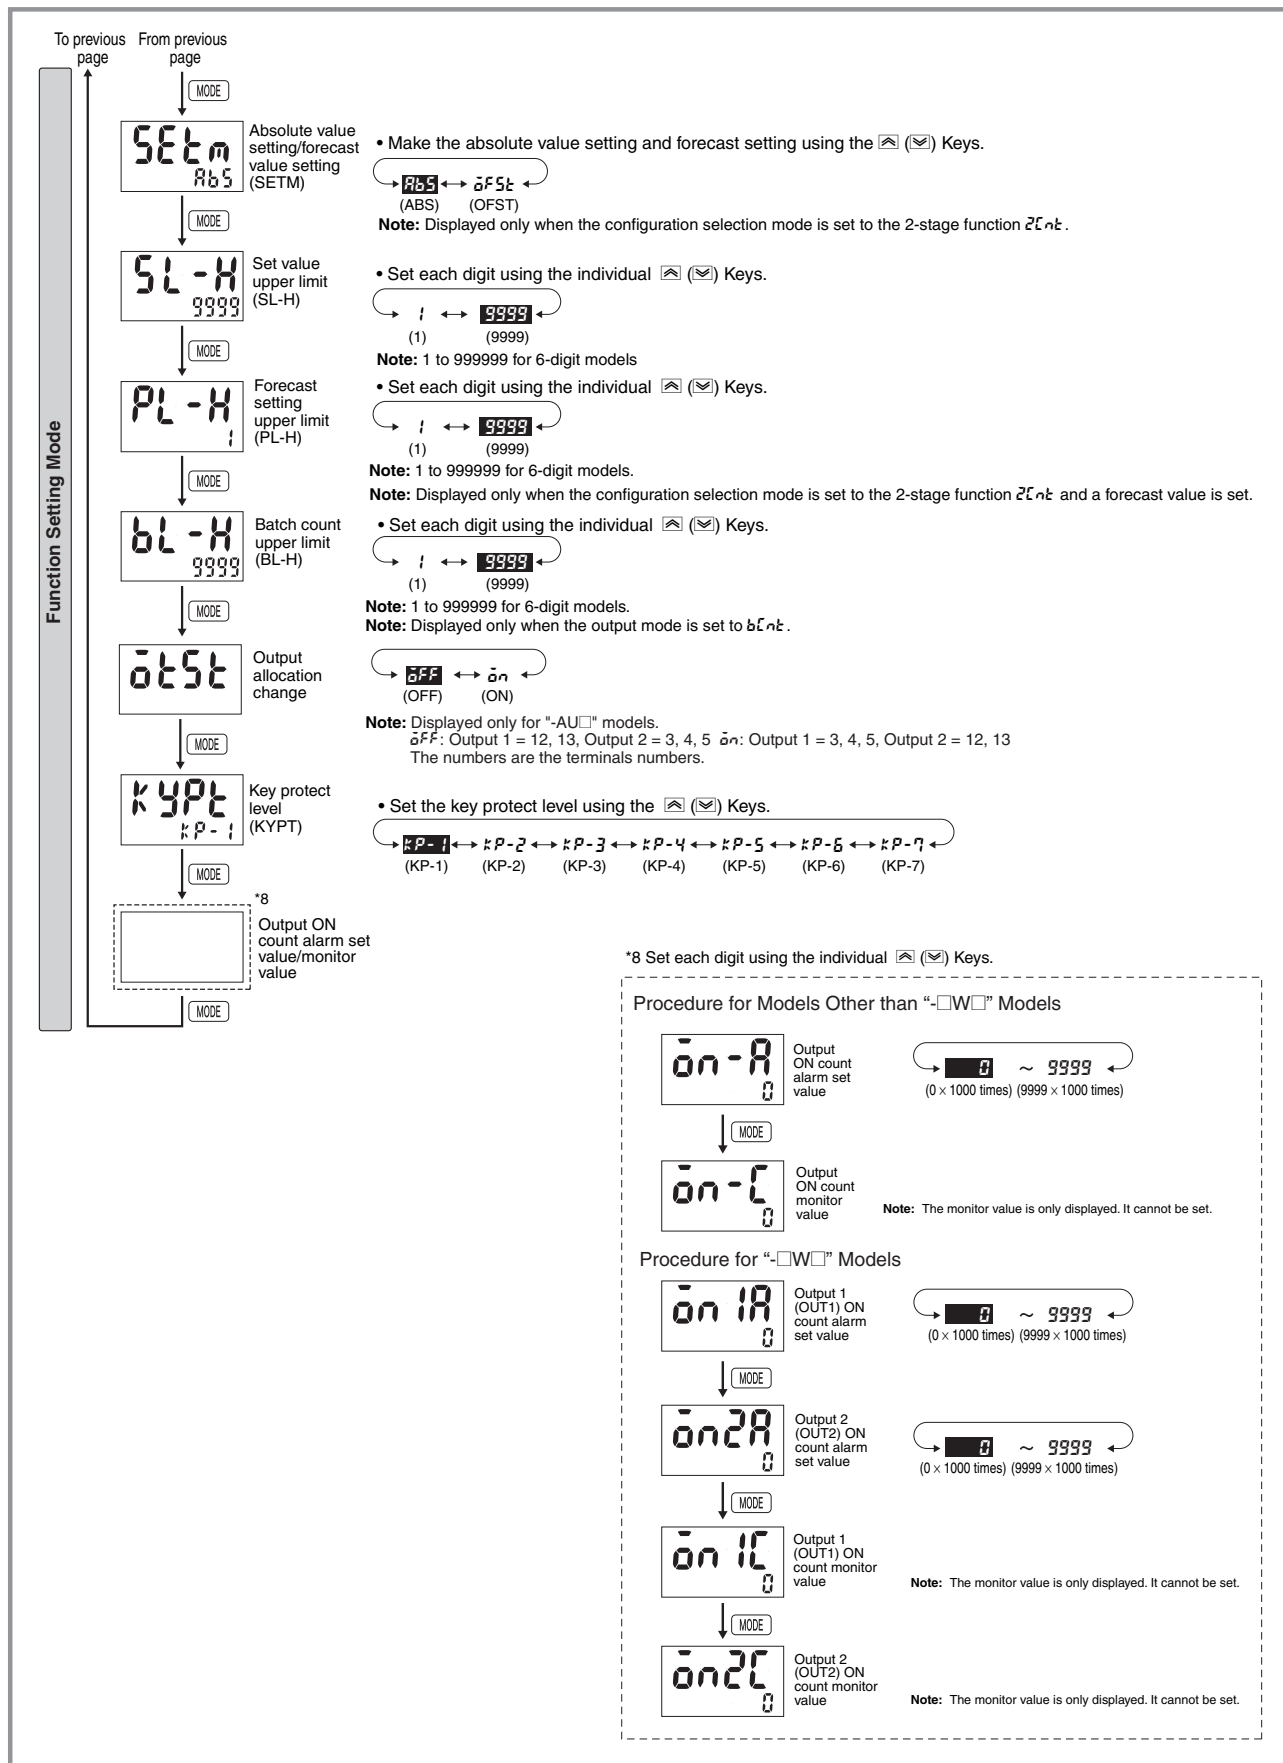 To previous page
From previous page
Function Setting Mode
MODE
SEtm
AbS
Absolute value
setting/forecast
value setting
(SETM)
• Make the absolute value setting and forecast setting using the (  ) Keys.
AbS ↔ oFSt
(ABS) (OFST)
Note: Displayed only when the configuration selection mode is set to the 2-stage function 2Cnt.
MODE
SL-H
9999
Set value
upper limit
(SL-H)
• Set each digit using the individual (  ) Keys.
1 ↔ 9999
(1) (9999)
Note: 1 to 999999 for 6-digit models
MODE
PL-H
1
Forecast
setting
upper limit
(PL-H)
• Set each digit using the individual (  ) Keys.
1 ↔ 9999
(1) (9999)
Note: 1 to 999999 for 6-digit models.
Note: Displayed only when the configuration selection mode is set to the 2-stage function 2Cnt and a forecast value is set.
MODE
bL-H
9999
Batch count
upper limit
(BL-H)
• Set each digit using the individual (  ) Keys.
1 ↔ 9999
(1) (9999)
Note: 1 to 999999 for 6-digit models.
Note: Displayed only when the output mode is set to bCnt.
MODE
otSt
Output
allocation
change
oFF ↔ on
(OFF) (ON)
Note: Displayed only for "-AU□" models.
oFF: Output 1 = 12, 13, Output 2 = 3, 4, 5 on: Output 1 = 3, 4, 5, Output 2 = 12, 13
The numbers are the terminals numbers.
MODE
KYPt
KP-1
Key protect
level
(KYPT)
• Set the key protect level using the (  ) Keys.
KP-1 ↔ KP-2 ↔ KP-3 ↔ KP-4 ↔ KP-5 ↔ KP-6 ↔ KP-7
(KP-1) (KP-2) (KP-3) (KP-4) (KP-5) (KP-6) (KP-7)
MODE
*8
Output ON
count alarm set
value/monitor
value
MODE
*8 Set each digit using the individual (  ) Keys.
Procedure for Models Other than “-□W□” Models
on-A
0
Output
ON count
alarm set
value
0 ~ 9999
(0 × 1000 times) (9999 × 1000 times)
MODE
on-C
0
Output
ON count
monitor
value
Note: The monitor value is only displayed. It cannot be set.
Procedure for “-□W□” Models
on1A
0
Output 1
(OUT1) ON
count alarm
set value
0 ~ 9999
(0 × 1000 times) (9999 × 1000 times)
MODE
on2A
0
Output 2
(OUT2) ON
count alarm
set value
0 ~ 9999
(0 × 1000 times) (9999 × 1000 times)
MODE
on1C
0
Output 1
(OUT1) ON
count monitor
value
Note: The monitor value is only displayed. It cannot be set.
MODE
on2C
0
Output 2
(OUT2) ON
count monitor
value
Note: The monitor value is only displayed. It cannot be set.